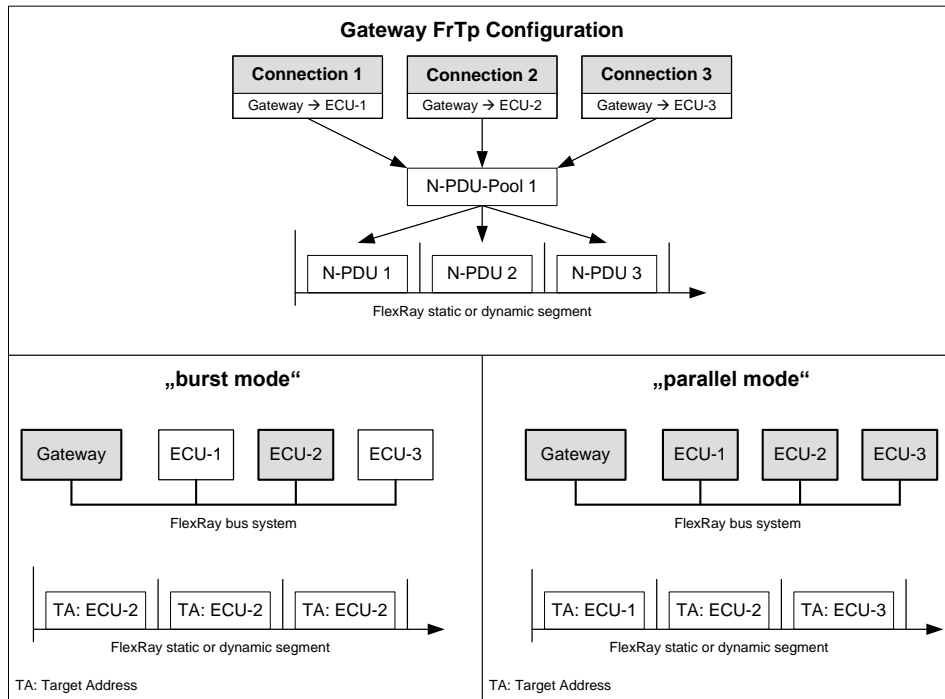 Gateway FrTp Configuration
Connection 1
Connection 2
Connection 3
Gateway → ECU-1
Gateway → ECU-2
Gateway → ECU-3
N-PDU-Pool 1
N-PDU 1
N-PDU 2
N-PDU 3
FlexRay static or dynamic segment
„burst mode“
Gateway
ECU-1
ECU-2
ECU-3
FlexRay bus system
TA: ECU-2
TA: ECU-2
TA: ECU-2
FlexRay static or dynamic segment
TA: Target Address
„parallel mode“
Gateway
ECU-1
ECU-2
ECU-3
FlexRay bus system
TA: ECU-1
TA: ECU-2
TA: ECU-3
FlexRay static or dynamic segment
TA: Target Address